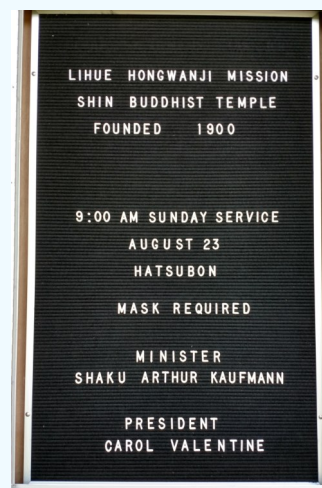 LIHUE HONGWANJI MISSION
SHIN BUDDHIST TEMPLE
FOUNDED 1900
9:00 AM SUNDAY SERVICE
AUGUST 23
HATSUBON
MASK REQUIRED
MINISTER
SHAKU ARTHUR KAUFMANN
PRESIDENT
CAROL VALENTINE